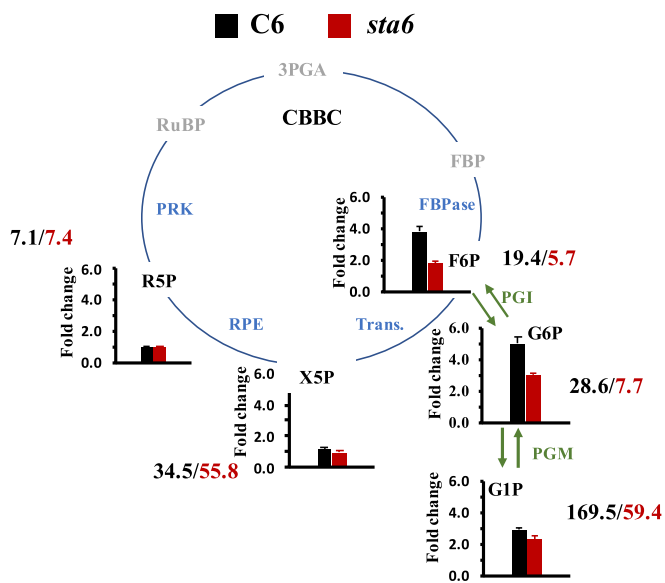 C6 sta6
3PGA
CBBC
RuBP
FBP
PRK
FBPase
7.1/7.4
Fold change
6.0
4.0
2.0
0.0
F6P
19.4/5.7
PGI
Fold change
6.0
4.0
2.0
0.0
R5P
RPE
Trans.
Fold change
6.0
4.0
2.0
0.0
G6P
28.6/7.7
Fold change
6.0
4.0
2.0
0.0
X5P
34.5/55.8
PGM
Fold change
6.0
4.0
2.0
0.0
G1P
169.5/59.4